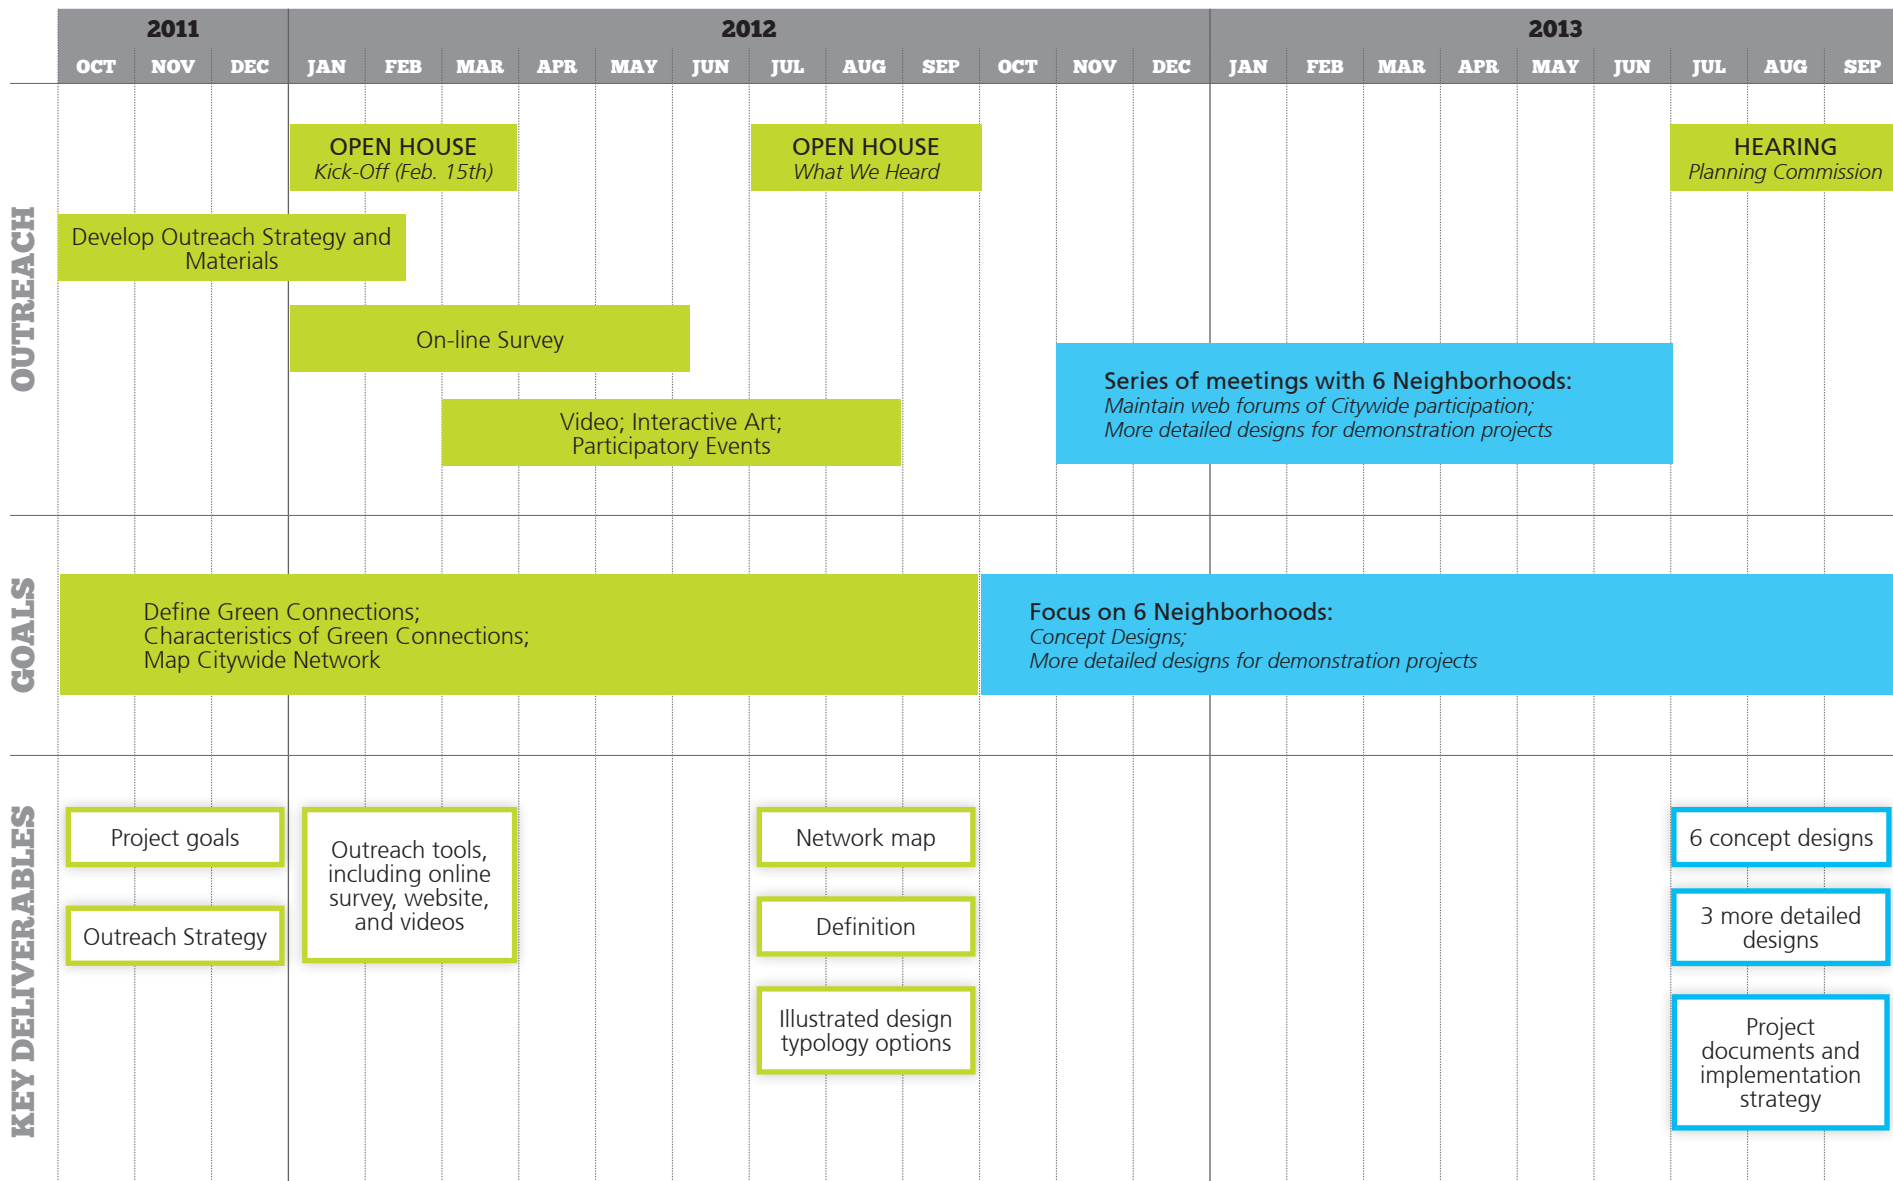 2011
2012
2013
OCT NOV DEC JAN FEB MAR APR MAY JUN JUL AUG SEP OCT NOV DEC JAN FEB MAR APR MAY JUN JUL AUG SEP
OUTREACH
OPEN HOUSE
Kick-Off (Feb. 15th)
OPEN HOUSE
What We Heard
HEARING
Planning Commission
Develop Outreach Strategy and
Materials
On-line Survey
Video; Interactive Art;
Participatory Events
Series of meetings with 6 Neighborhoods:
Maintain web forums of Citywide participation;
More detailed designs for demonstration projects
GOALS
Define Green Connections;
Characteristics of Green Connections;
Map Citywide Network
Focus on 6 Neighborhoods:
Concept Designs;
More detailed designs for demonstration projects
KEY DELIVERABLES
Project goals
Outreach Strategy
Outreach tools,
including online
survey, website,
and videos
Network map
Definition
Illustrated design
typology options
6 concept designs
3 more detailed
designs
Project
documents and
implementation
strategy